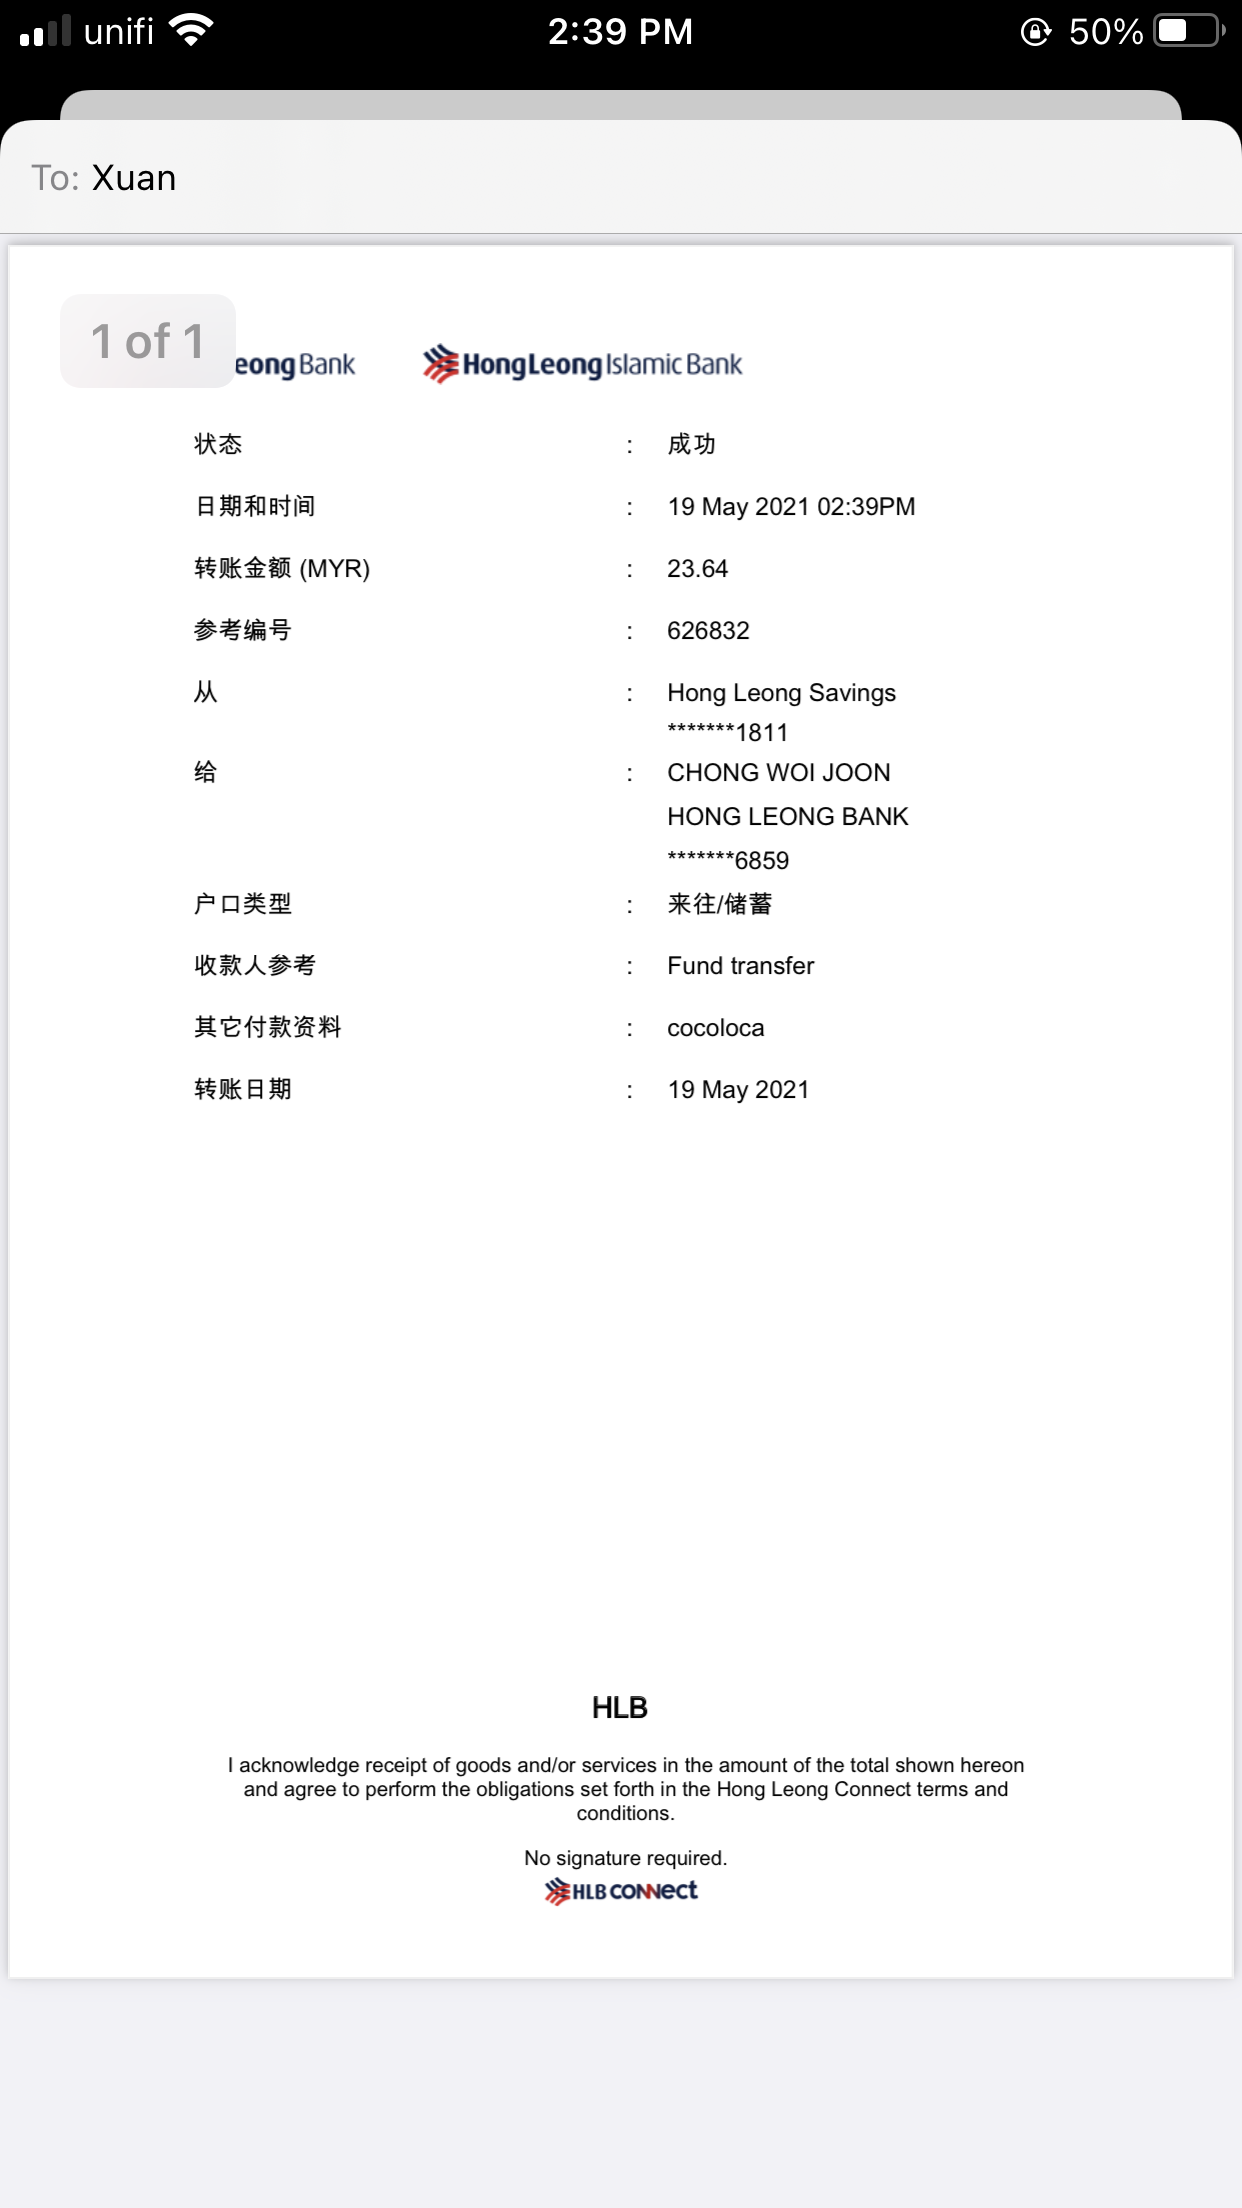 unifi 2:39 PM 50%
To: Xuan
1 of 1
eong Bank HongLeong Islamic Bank
状态 : 成功
日期和时间 : 19 May 2021 02:39PM
转账金额 (MYR) : 23.64
参考编号 : 626832
从 : Hong Leong Savings
*******1811
给 : CHONG WOI JOON
HONG LEONG BANK
*******6859
户口类型 : 来往/储蓄
收款人参考 : Fund transfer
其它付款资料 : cocoloca
转账日期 : 19 May 2021
HLB
I acknowledge receipt of goods and/or services in the amount of the total shown hereon
and agree to perform the obligations set forth in the Hong Leong Connect terms and
conditions.
No signature required.
HLB CONNect